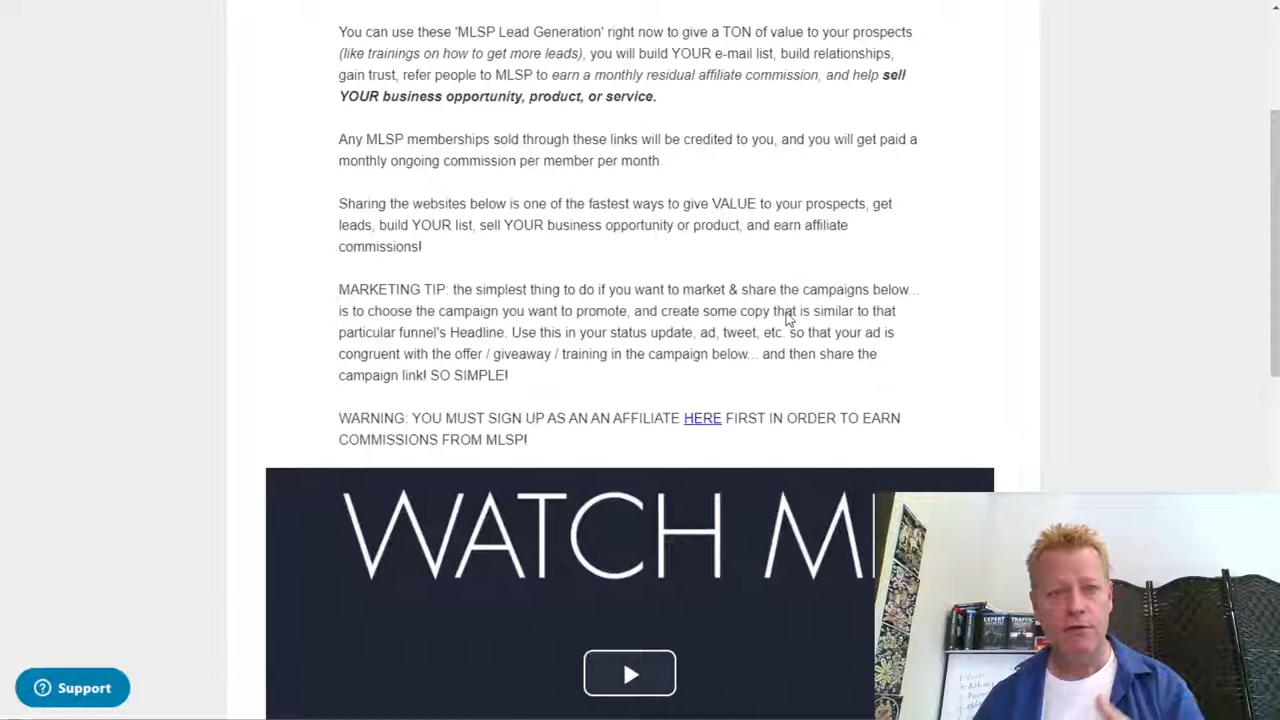 You can use these 'MLSP Lead Generation' right now to give a TON of value to your prospects
(like trainings on how to get more leads), you will build YOUR e-mail list, build relationships,
gain trust, refer people to MLSP to earn a monthly residual affiliate commission, and help sell
YOUR business opportunity, product, or service.
Any MLSP memberships sold through these links will be credited to you, and you will get paid a
monthly ongoing commission per member per month
Sharing the websites below is one of the fastest ways to give VALUE to your prospects, get
leads, build YOUR list, sell YOUR business opportunity or product, and earn affiliate
commissions!
MARKETING TIP: the simplest thing to do if you want to market & share the campaigns below...
is to choose the campaign you want to promote, and create some copy that is similar to that
particular funnel's Headline. Use this in your status update, ad, tweet, etc. so that your ad is
congruent with the offer / giveaway / training in the campaign below... and then share the
campaign link! SO SIMPLE!
WARNING: YOU MUST SIGN UP AS AN AN AFFILIATE HERE FIRST IN ORDER TO EARN
COMMISSIONS FROM MLSP!
WATCH M
EXPERT
TRAFFIC
Support